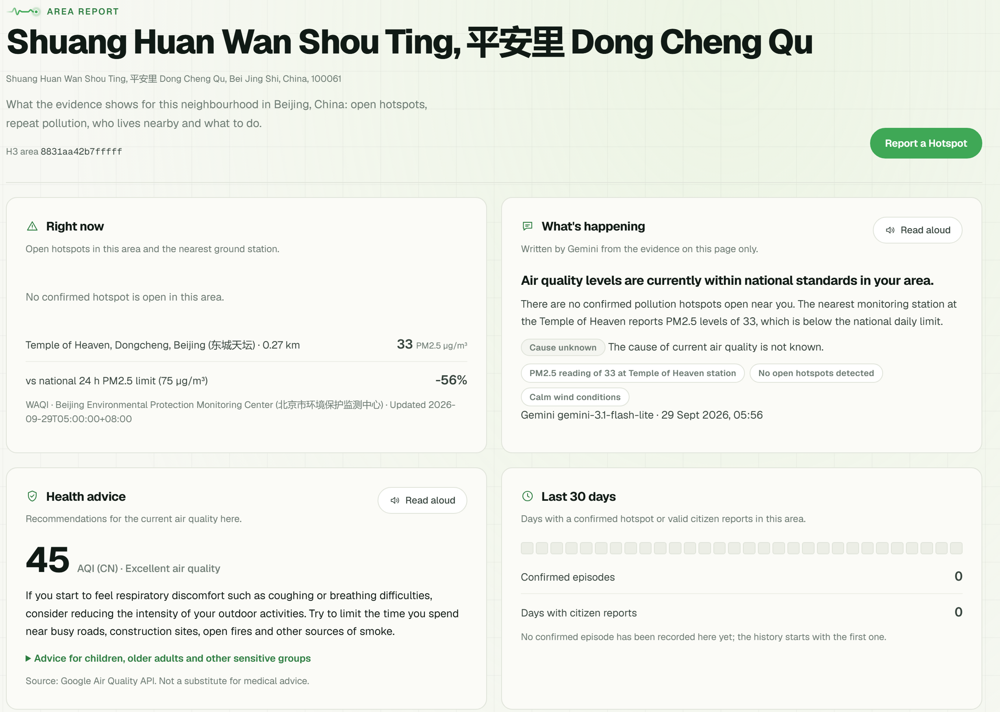 AREA REPORT
Shuang Huan Wan Shou Ting, 平安里 Dong Cheng Qu
Shuang Huan Wan Shou Ting, 平安里 Dong Cheng Qu, Bei Jing Shi, China, 100061
What the evidence shows for this neighbourhood in Beijing, China: open hotspots,
repeat pollution, who lives nearby and what to do.
H3 area 8831aa42b7fffff
Report a Hotspot
Right now
Open hotspots in this area and the nearest ground station.
No confirmed hotspot is open in this area.
Temple of Heaven, Dongcheng, Beijing (东城天坛) · 0.27 km 33 PM2.5 µg/m³
vs national 24 h PM2.5 limit (75 µg/m³) -56%
WAQI · Beijing Environmental Protection Monitoring Center (北京市环境保护监测中心) · Updated 2026-
09-29T05:00:00+08:00
What's happening
Read aloud
Written by Gemini from the evidence on this page only.
Air quality levels are currently within national standards in your area.
There are no confirmed pollution hotspots open near you. The nearest monitoring station at
the Temple of Heaven reports PM2.5 levels of 33, which is below the national daily limit.
Cause unknown The cause of current air quality is not known.
PM2.5 reading of 33 at Temple of Heaven station No open hotspots detected
Calm wind conditions
Gemini gemini-3.1-flash-lite · 29 Sept 2026, 05:56
Health advice
Read aloud
Recommendations for the current air quality here.
45 AQI (CN) · Excellent air quality
If you start to feel respiratory discomfort such as coughing or breathing difficulties,
consider reducing the intensity of your outdoor activities. Try to limit the time you spend
near busy roads, construction sites, open fires and other sources of smoke.
Advice for children, older adults and other sensitive groups
Source: Google Air Quality API. Not a substitute for medical advice.
Last 30 days
Days with a confirmed hotspot or valid citizen reports in this area.
Confirmed episodes 0
Days with citizen reports 0
No confirmed episode has been recorded here yet; the history starts with the first one.